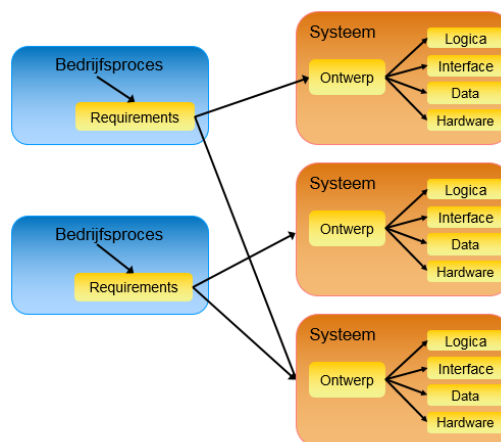 Bedrijfsproces
Requirements
Bedrijfsproces
Requirements
Systeem
Ontwerp
Logica
Interface
Data
Hardware
Systeem
Ontwerp
Logica
Interface
Data
Hardware
Systeem
Ontwerp
Logica
Interface
Data
Hardware